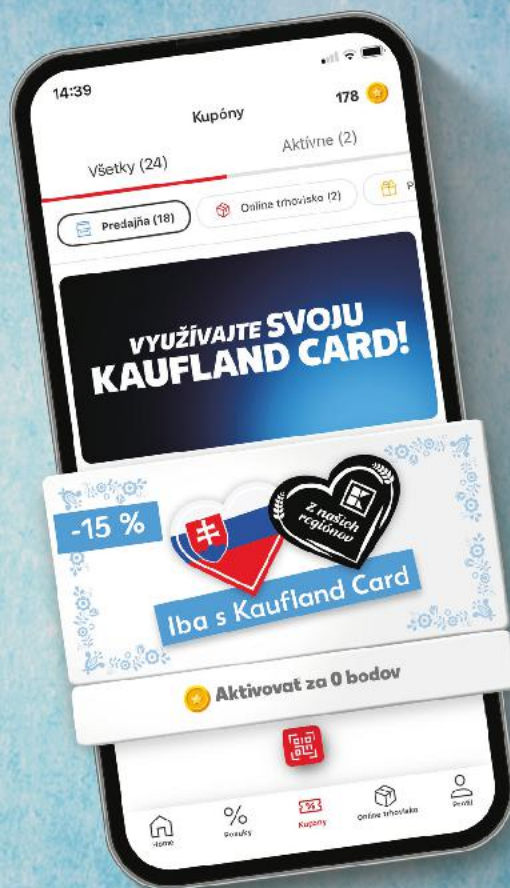 14:39
Kupóny
178
Všetky (24)
Aktívne (2)
Predajňa (18)
Online trhovisko (2)
P
VYUŽÍVAJTE SVOJU
KAUFLAND CARD!
-15 %
Z našich
regiónov
Iba s Kaufland Card
Aktivovat za 0 bodov
Home
Ponuky
Kupóny
Online trhovisko
Profil